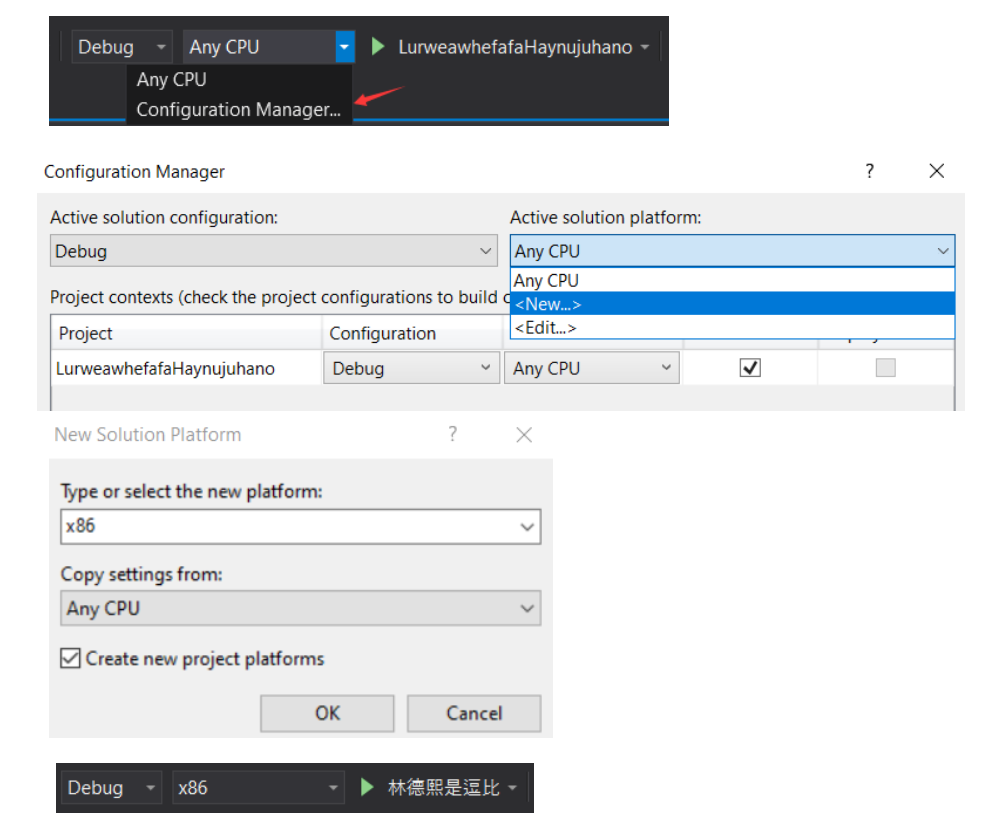 Debug Any CPU LurweawhefafaHaynujuhano
Any CPU
Configuration Manager...
Configuration Manager ?
Active solution configuration: Active solution platform:
Debug Any CPU
Any CPU
Project contexts (check the project configurations to build
<New...>
<Edit...>
Project Configuration
LurweawhefafaHaynujuhano Debug Any CPU
New Solution Platform ?
Type or select the new platform:
x86
Copy settings from:
Any CPU
Create new project platforms
OK Cancel
Debug x86 林德熙是逗比